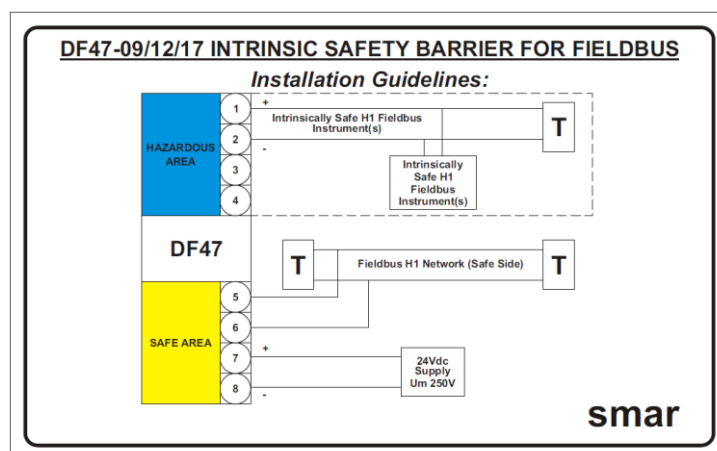 DF47-09/12/17 INTRINSIC SAFETY BARRIER FOR FIELDBUS
Installation Guidelines:
1
+
Intrinsically Safe H1 Fieldbus
Instrument(s)
T
2
-
HAZARDOUS
AREA
3
Intrinsically
Safe H1
Fieldbus
Instrument(s)
4
DF47
T
Fieldbus H1 Network (Safe Side)
T
5
6
SAFE AREA
7
+
24Vdc
Supply
Um 250V
8
-
smar